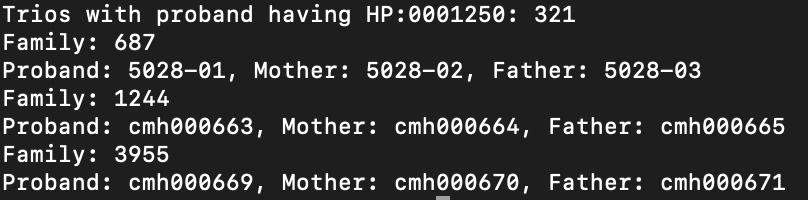 Trios with proband having HP:0001250: 321
Family: 687
Proband: 5028-01, Mother: 5028-02, Father: 5028-03
Family: 1244
Proband: cmh000663, Mother: cmh000664, Father: cmh000665
Family: 3955
Proband: cmh000669, Mother: cmh000670, Father: cmh000671